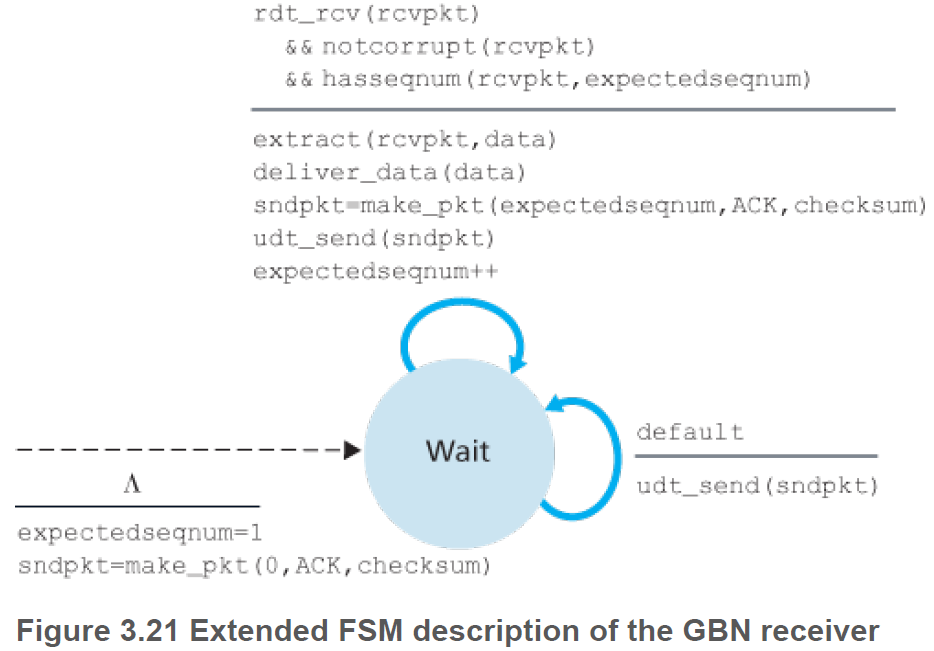 rdt_rcv(rcvpkt)
&& notcorrupt(rcvpkt)
&& hasseqnum(rcvpkt,expectedseqnum)
extract(rcvpkt,data)
deliver_data(data)
sndpkt=make_pkt(expectedseqnum,ACK,checksum)
udt_send(sndpkt)
expectedseqnum++
Wait
default
udt_send(sndpkt)
Λ
expectedseqnum=1
sndpkt=make_pkt(0,ACK,checksum)
Figure 3.21 Extended FSM description of the GBN receiver